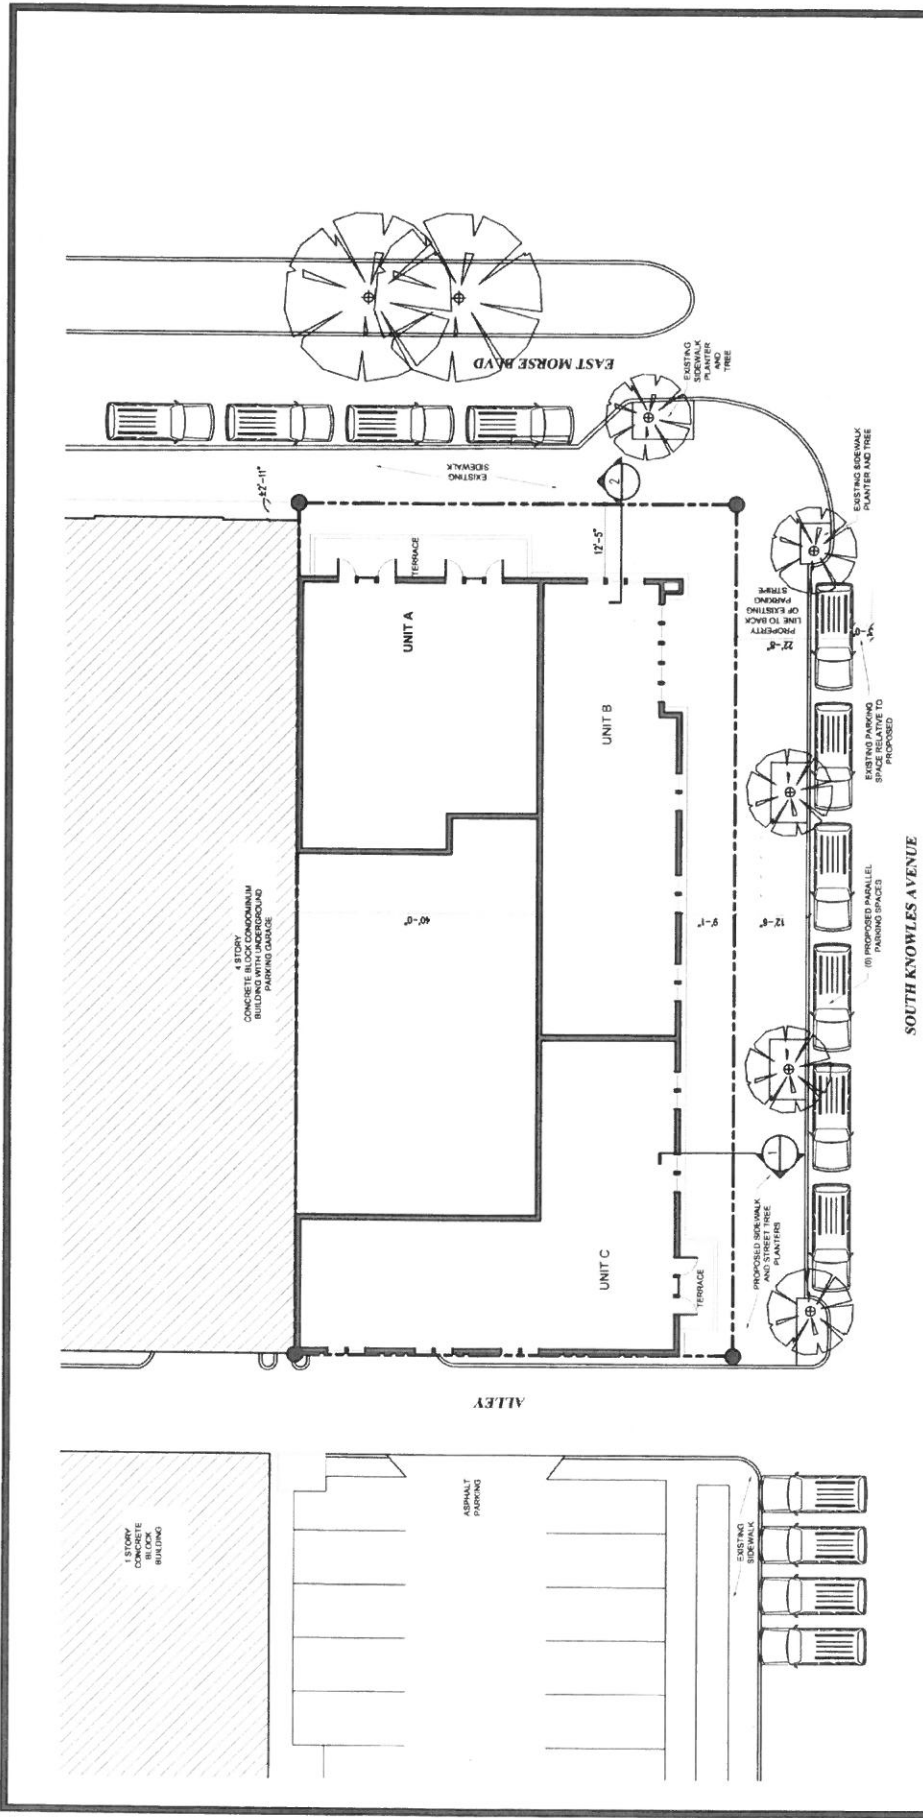 EAST MORSE BLVD
EXISTING
SIDEWALK
PLANTER
AND
TREE
EXISTING
SIDEWALK
±2'-11"
2
12'-5"
EXISTING SIDEWALK
PLANTER AND TREE
TERRACE
UNIT A
UNIT B
22'-8"
PROPERTY
LINE TO BACK
OF EXISTING
PARKING
STRIPE
EXISTING PARKING
SPACE RELATIVE TO
PROPOSED
4 STORY
CONCRETE BLOCK CONDOMINIUM
BUILDING WITH UNDERGROUND
PARKING GARAGE
40'-0"
9'-1"
12'-6"
(6) PROPOSED PARALLEL
PARKING SPACES
SOUTH KNOWLES AVENUE
1
UNIT C
TERRACE
PROPOSED SIDEWALK
AND STREET TREE
PLANTERS
ALLEY
1 STORY
CONCRETE
BLOCK
BUILDING
ASPHALT
PARKING
EXISTING
SIDEWALK